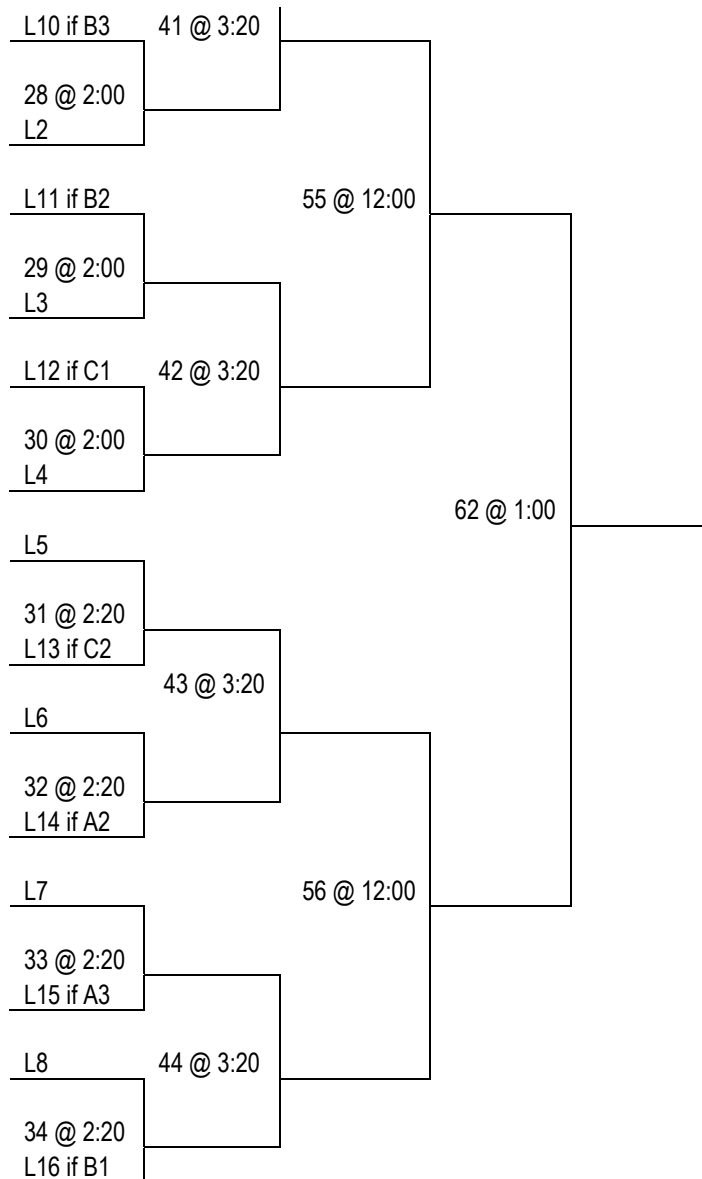 L10 if B3
41 @ 3:20
28 @ 2:00
L2
L11 if B2
55 @ 12:00
29 @ 2:00
L3
L12 if C1
42 @ 3:20
30 @ 2:00
L4
62 @ 1:00
L5
31 @ 2:20
L13 if C2
43 @ 3:20
L6
32 @ 2:20
L14 if A2
L7
56 @ 12:00
33 @ 2:20
L15 if A3
L8
44 @ 3:20
34 @ 2:20
L16 if B1